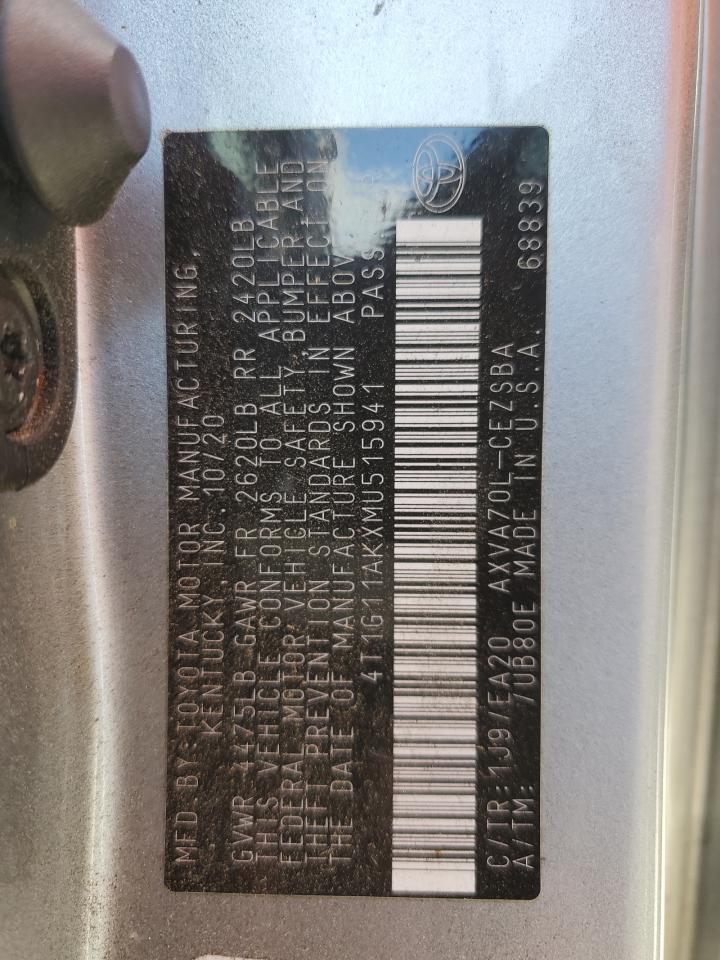 MFD BY:TOYOTA MOTOR MANUFACTURING,
KENTUCKY INC. 10/20
GVWR 4475LB GAWR FR 2620LB RR 2420LB
THIS VEHICLE CONFORMS TO ALL APPLICABLE
FEDERAL MOTOR VEHICLE SAFETY, BUMPER, AND
THEFT PREVENTION STANDARDS IN EFFECT ON
THE DATE OF MANUFACTURE SHOWN ABOV
4T1G11AKXMU515941 PASS
C/TR:1J9/EA20 AXVA70L-CEZSBA
A/TM: /UB80E MADE IN U.S.A. 68839